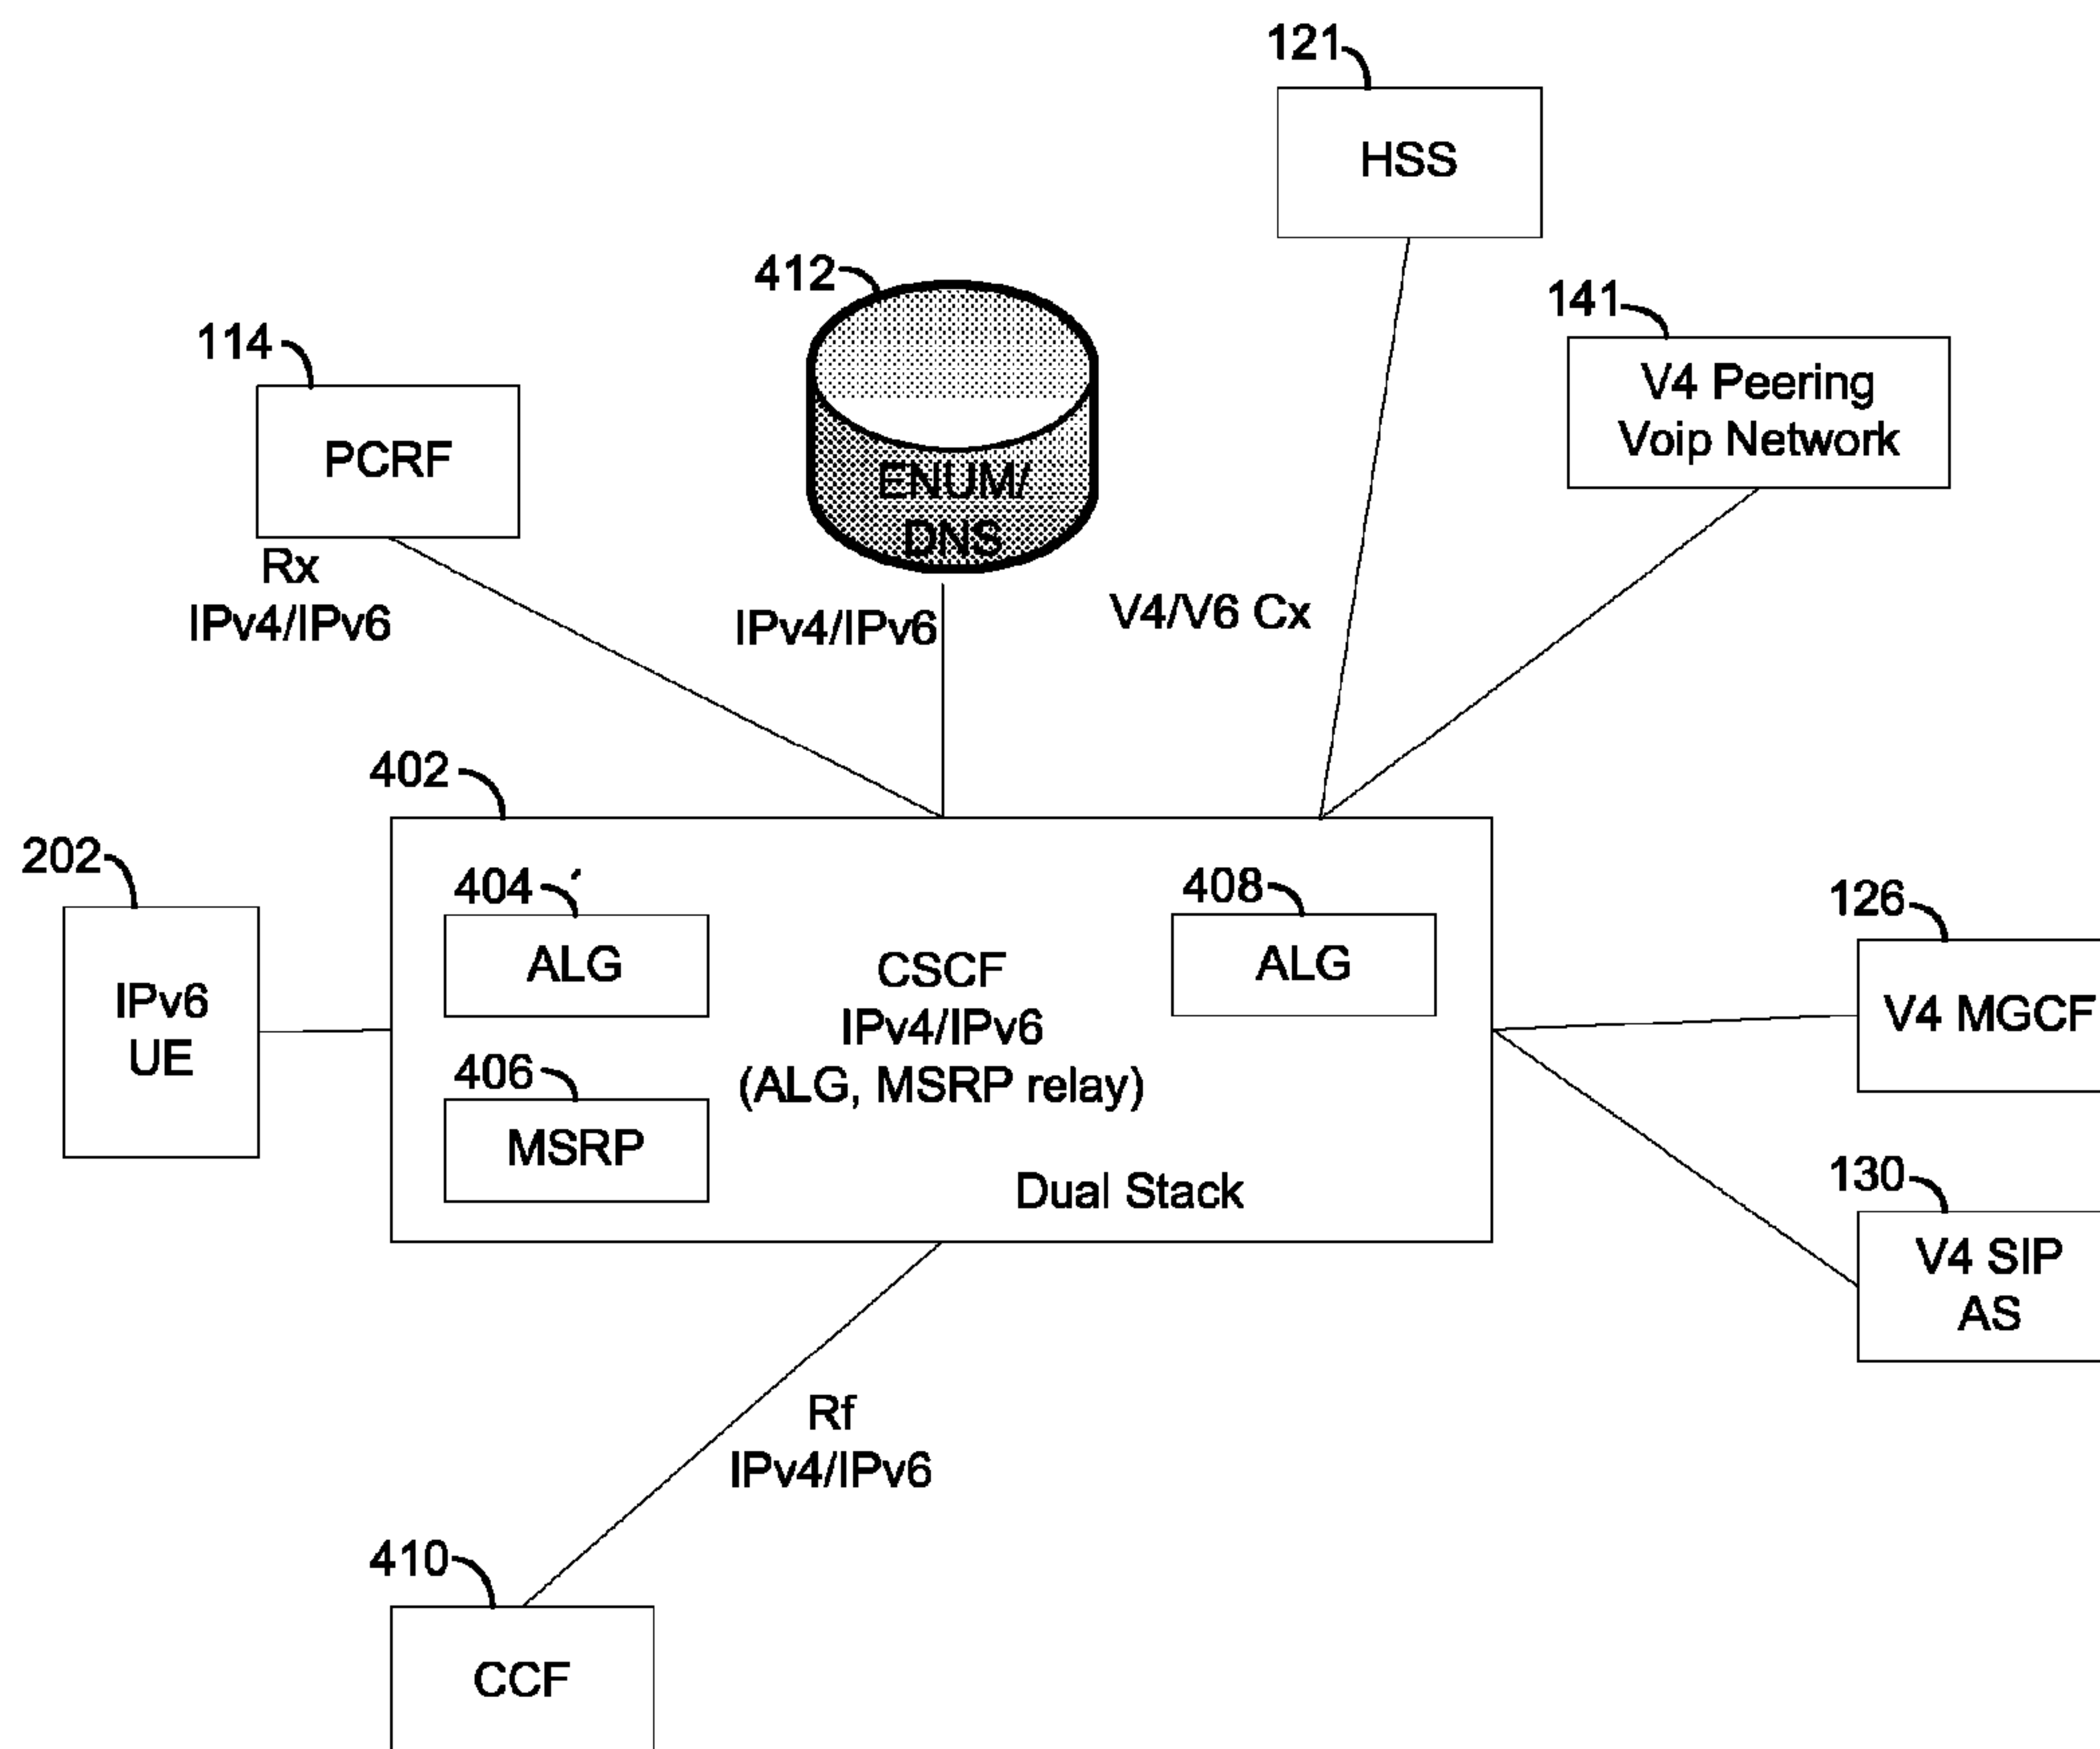 121
HSS
412
141
114
V4 Peering
Voip Network
PCRF
ENUM/
DNS
Rx
IPv4/IPv6
IPv4/IPv6
V4/V6 Cx
402
202
404
408
126
ALG
ALG
CSCF
IPv4/IPv6
(ALG, MSRP relay)
IPv6
UE
V4 MGCF
406
MSRP
Dual Stack
130
V4 SIP
AS
Rf
IPv4/IPv6
410
CCF